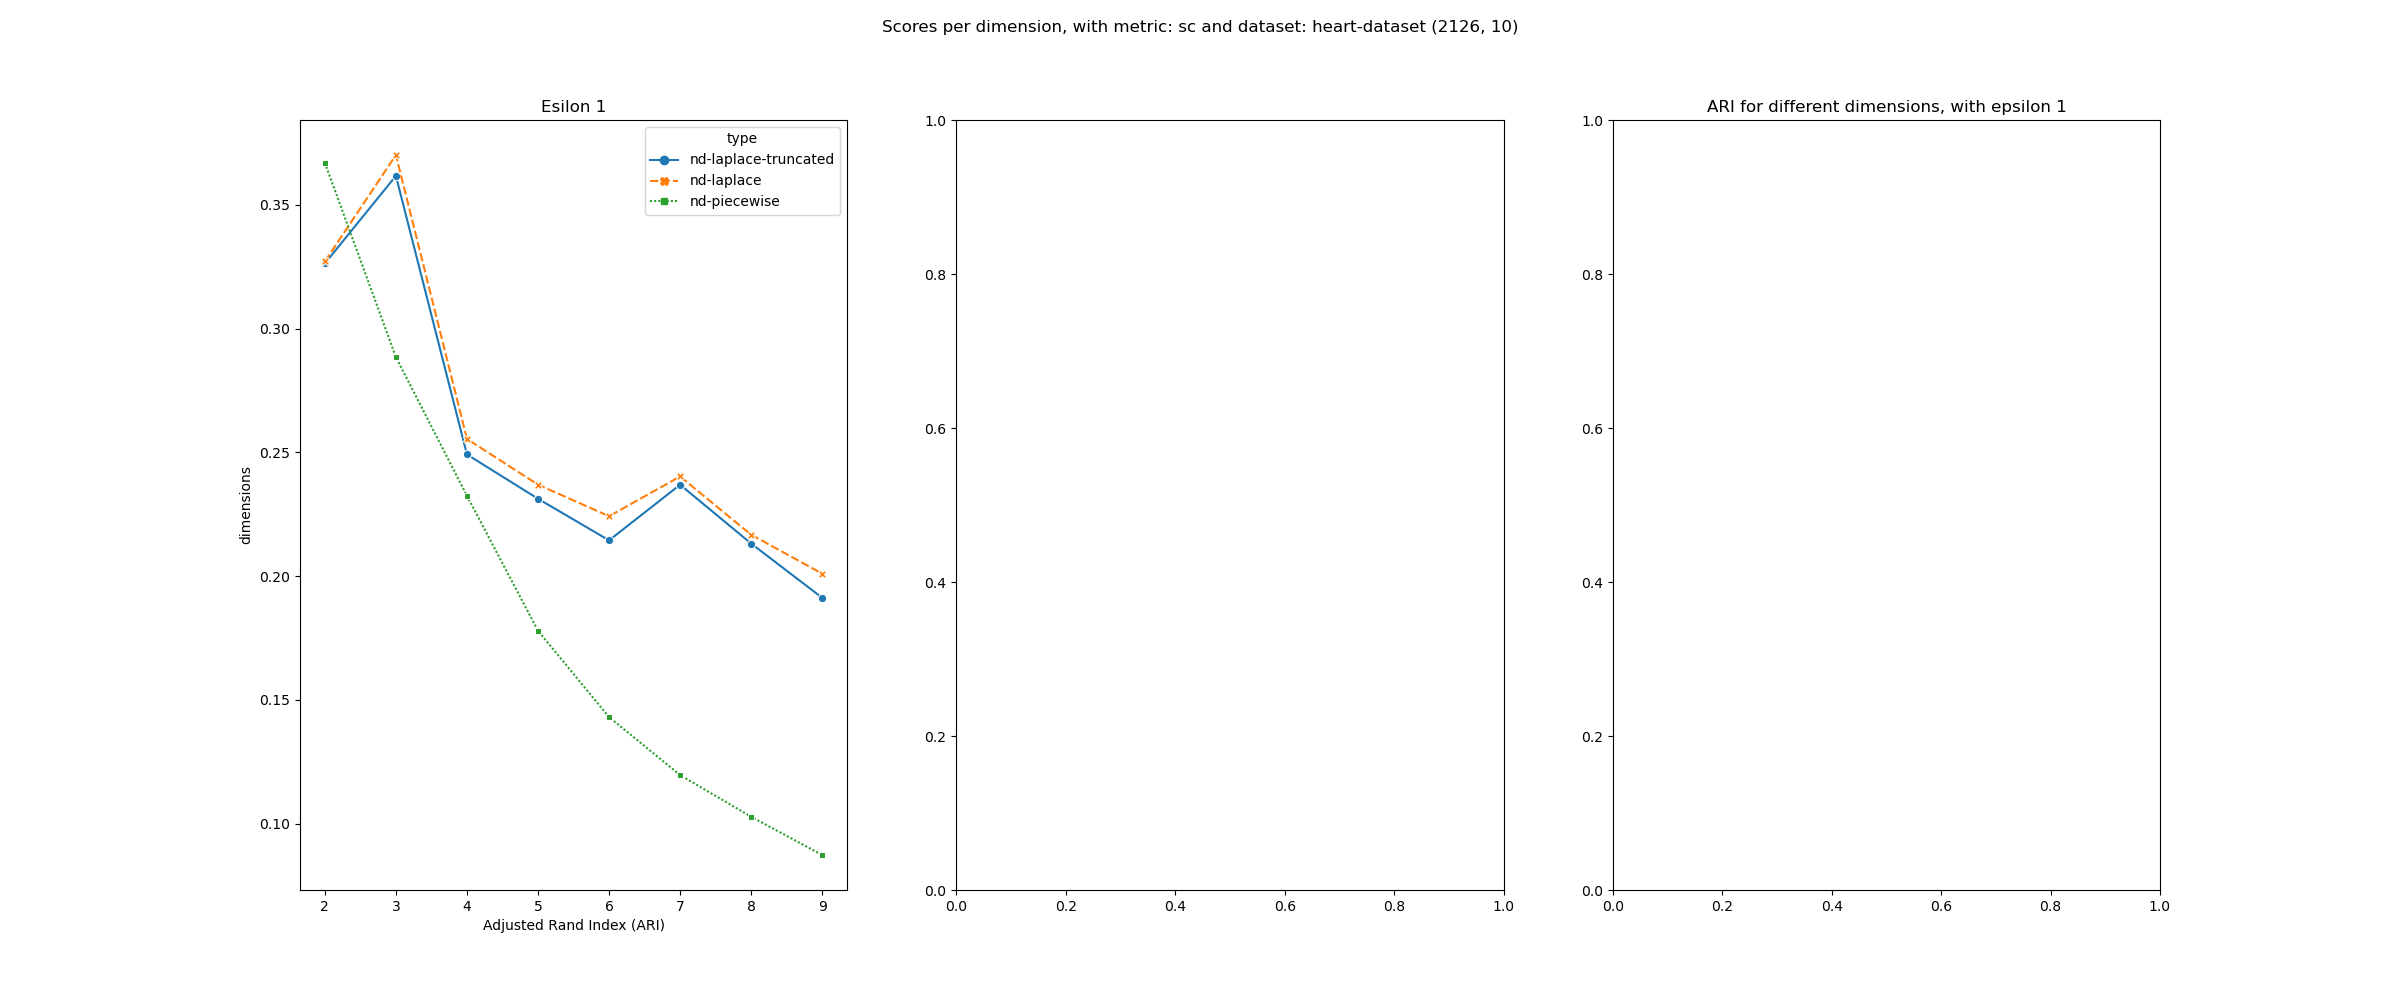 Scores per dimension, with metric: sc and dataset: heart-dataset (2126, 10)
Esilon 1
type
nd-laplace-truncated
nd-laplace
nd-piecewise
0.35
0.30
0.25
0.20
0.15
0.10
dimensions
2 3 4 5 6 7 8 9
Adjusted Rand Index (ARI)
1.0
0.8
0.6
0.4
0.2
0.0
0.0 0.2 0.4 0.6 0.8 1.0
ARI for different dimensions, with epsilon 1
1.0
0.8
0.6
0.4
0.2
0.0
0.0 0.2 0.4 0.6 0.8 1.0